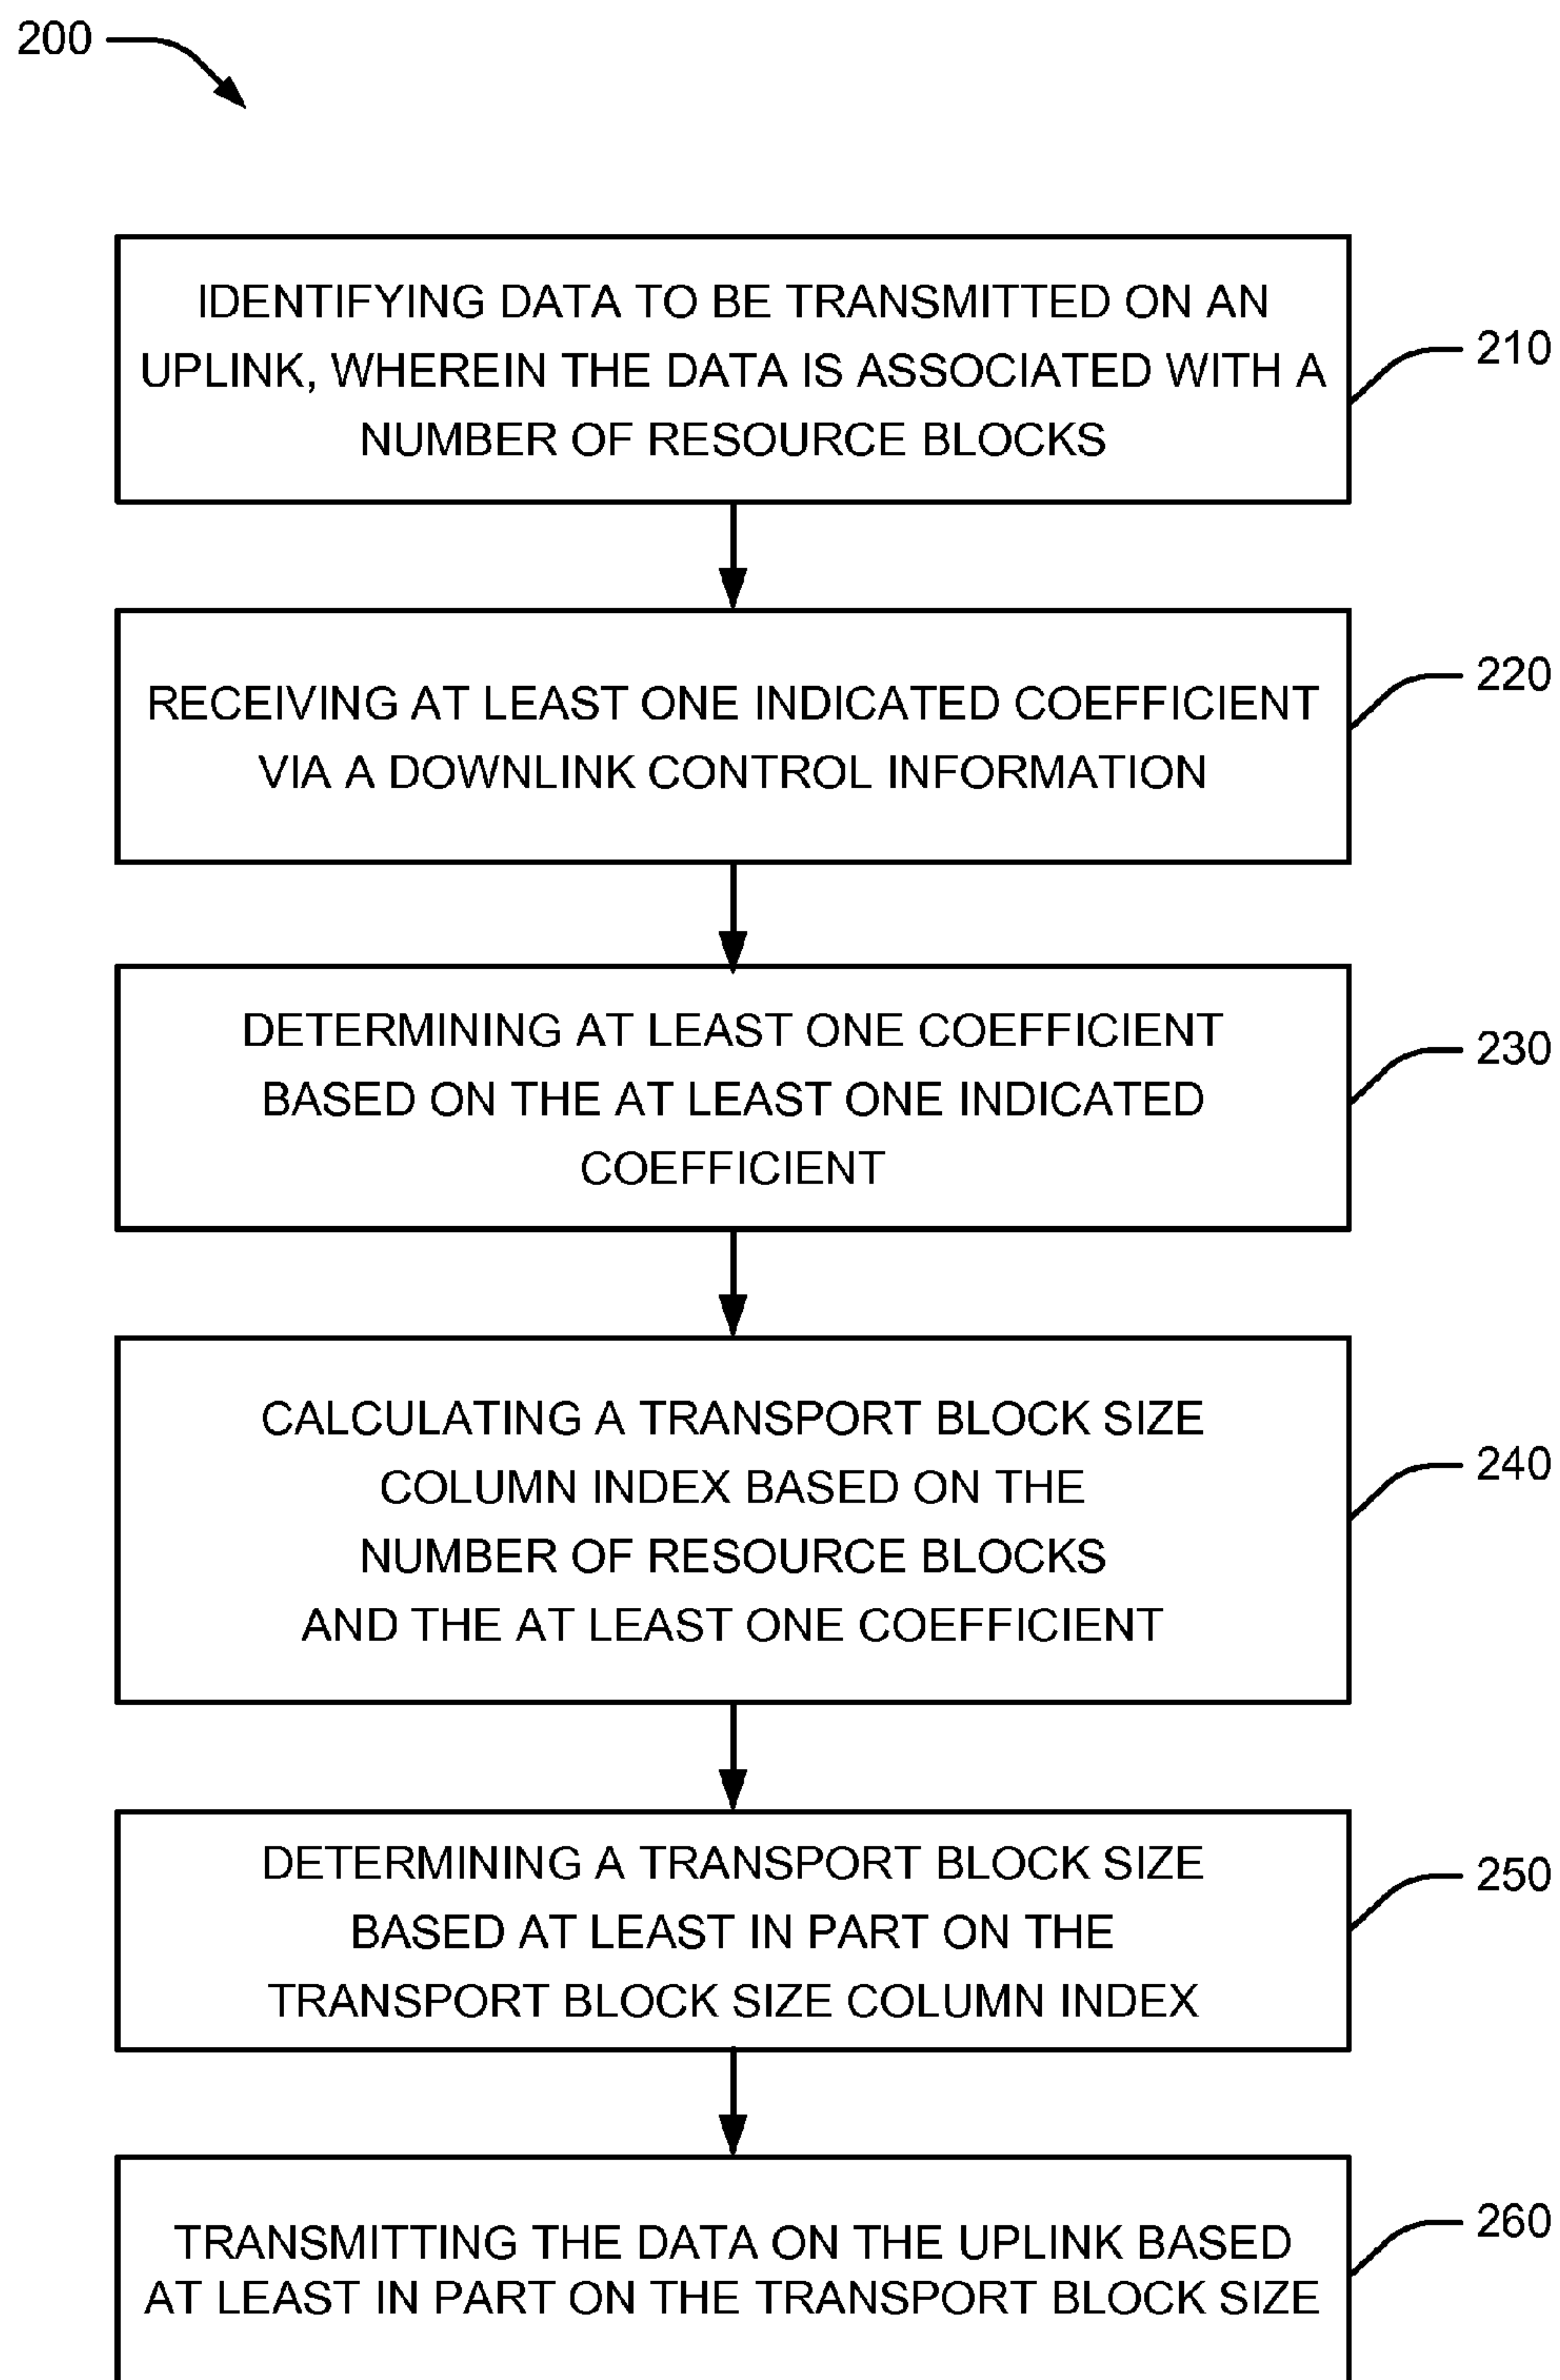 200
IDENTIFYING DATA TO BE TRANSMITTED ON AN
UPLINK, WHEREIN THE DATA IS ASSOCIATED WITH A
NUMBER OF RESOURCE BLOCKS
210
RECEIVING AT LEAST ONE INDICATED COEFFICIENT
VIA A DOWNLINK CONTROL INFORMATION
220
DETERMINING AT LEAST ONE COEFFICIENT
BASED ON THE AT LEAST ONE INDICATED
COEFFICIENT
230
CALCULATING A TRANSPORT BLOCK SIZE
COLUMN INDEX BASED ON THE
NUMBER OF RESOURCE BLOCKS
AND THE AT LEAST ONE COEFFICIENT
240
DETERMINING A TRANSPORT BLOCK SIZE
BASED AT LEAST IN PART ON THE
TRANSPORT BLOCK SIZE COLUMN INDEX
250
TRANSMITTING THE DATA ON THE UPLINK BASED
AT LEAST IN PART ON THE TRANSPORT BLOCK SIZE
260